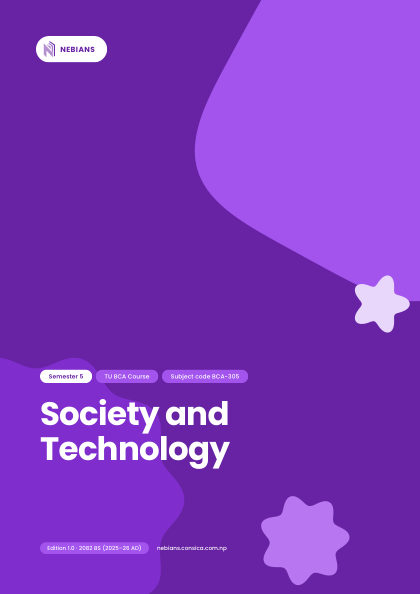 NEBIANS
Semester 5 TU BCA Course Subject code BCA-305
Society and
Technology
Edition 1.0 · 2082 BS (2025-26 AD) nebians.consica.com.np